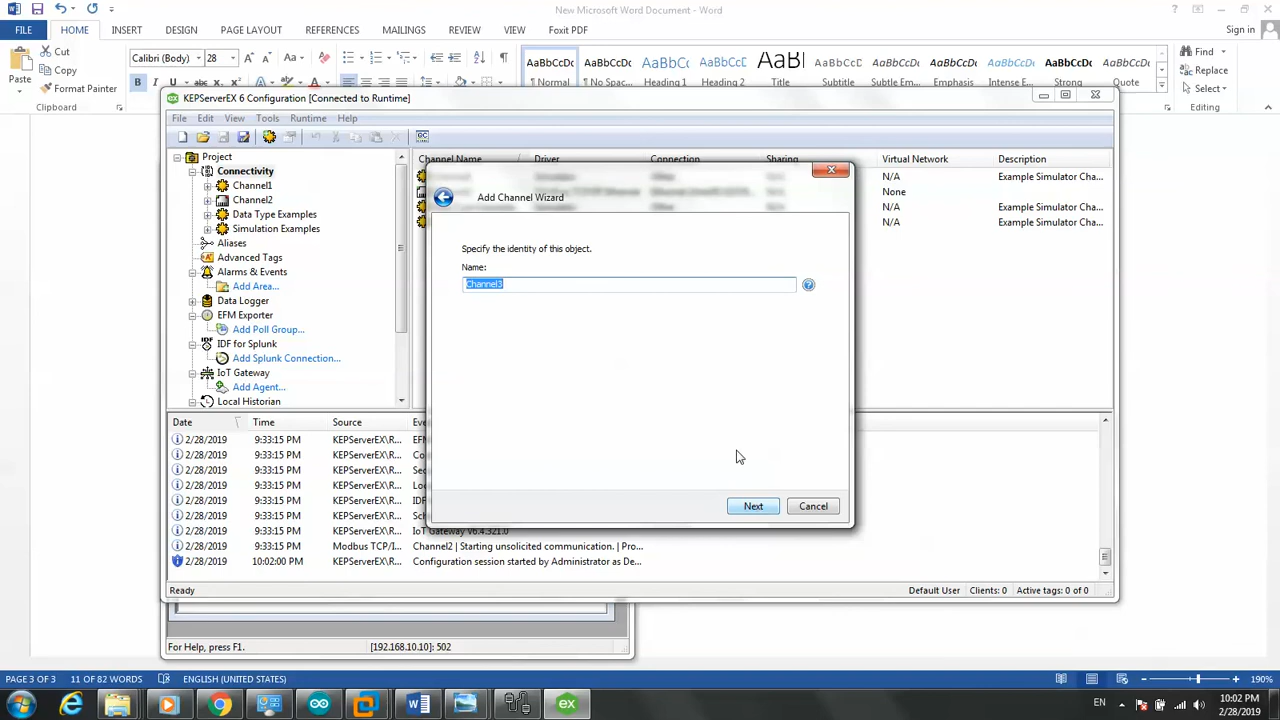 New Microsoft Word Document - Word
FILE HOME INSERT DESIGN PAGE LAYOUT REFERENCES MAILINGS REVIEW VIEW Foxit PDF Sign in
Paste Cut
Copy
Format Painter
Clipboard
Calibri (Body) 28
AaBbCcDc AaBbCcDc AaBbC AaBbCc AaBI AaBbCcD AaBbCcDc AaBbCcDc AaBbCcDc AaBbCcDc AaBbCcDc
¶ Normal ¶ No Spac... Heading 1 Heading 2 Title Subtitle Subtle Em... Emphasis Intense E... Strong Quote
Find
Replace
Select
Editing
KEPServerEX 6 Configuration [Connected to Runtime]
File Edit View Tools Runtime Help
Project
Connectivity
Channel1
Channel2
Data Type Examples
Simulation Examples
Aliases
Advanced Tags
Alarms & Events
Add Area...
Data Logger
EFM Exporter
Add Poll Group...
IDF for Splunk
Add Splunk Connection...
IoT Gateway
Add Agent...
Local Historian
Channel Name Driver Connection Sharing Virtual Network Description
N/A Example Simulator Cha...
None
N/A Example Simulator Cha...
N/A Example Simulator Cha...
Add Channel Wizard
Specify the identity of this object.
Name:
Channel3
Next Cancel
Date Time Source
2/28/2019 9:33:15 PM KEPServerEX\R... EFM
2/28/2019 9:33:15 PM KEPServerEX\R...
2/28/2019 9:33:15 PM KEPServerEX\R...
2/28/2019 9:33:15 PM KEPServerEX\R...
2/28/2019 9:33:15 PM KEPServerEX\R... IDF
2/28/2019 9:33:15 PM KEPServerEX\R...
2/28/2019 9:33:15 PM KEPServerEX\R... IoT Gateway V6.4.321.0
2/28/2019 9:33:15 PM Modbus TCP/I... Channel2 | Starting unsolicited communication. | Pro...
2/28/2019 10:02:00 PM KEPServerEX\R... Configuration session started by Administrator as De...
Ready Default User Clients: 0 Active tags: 0 of 0
For Help, press F1. [192.168.10.10]: 502
PAGE 3 OF 3 11 OF 82 WORDS ENGLISH (UNITED STATES) 190%
EN 10:02 PM
2/28/2019